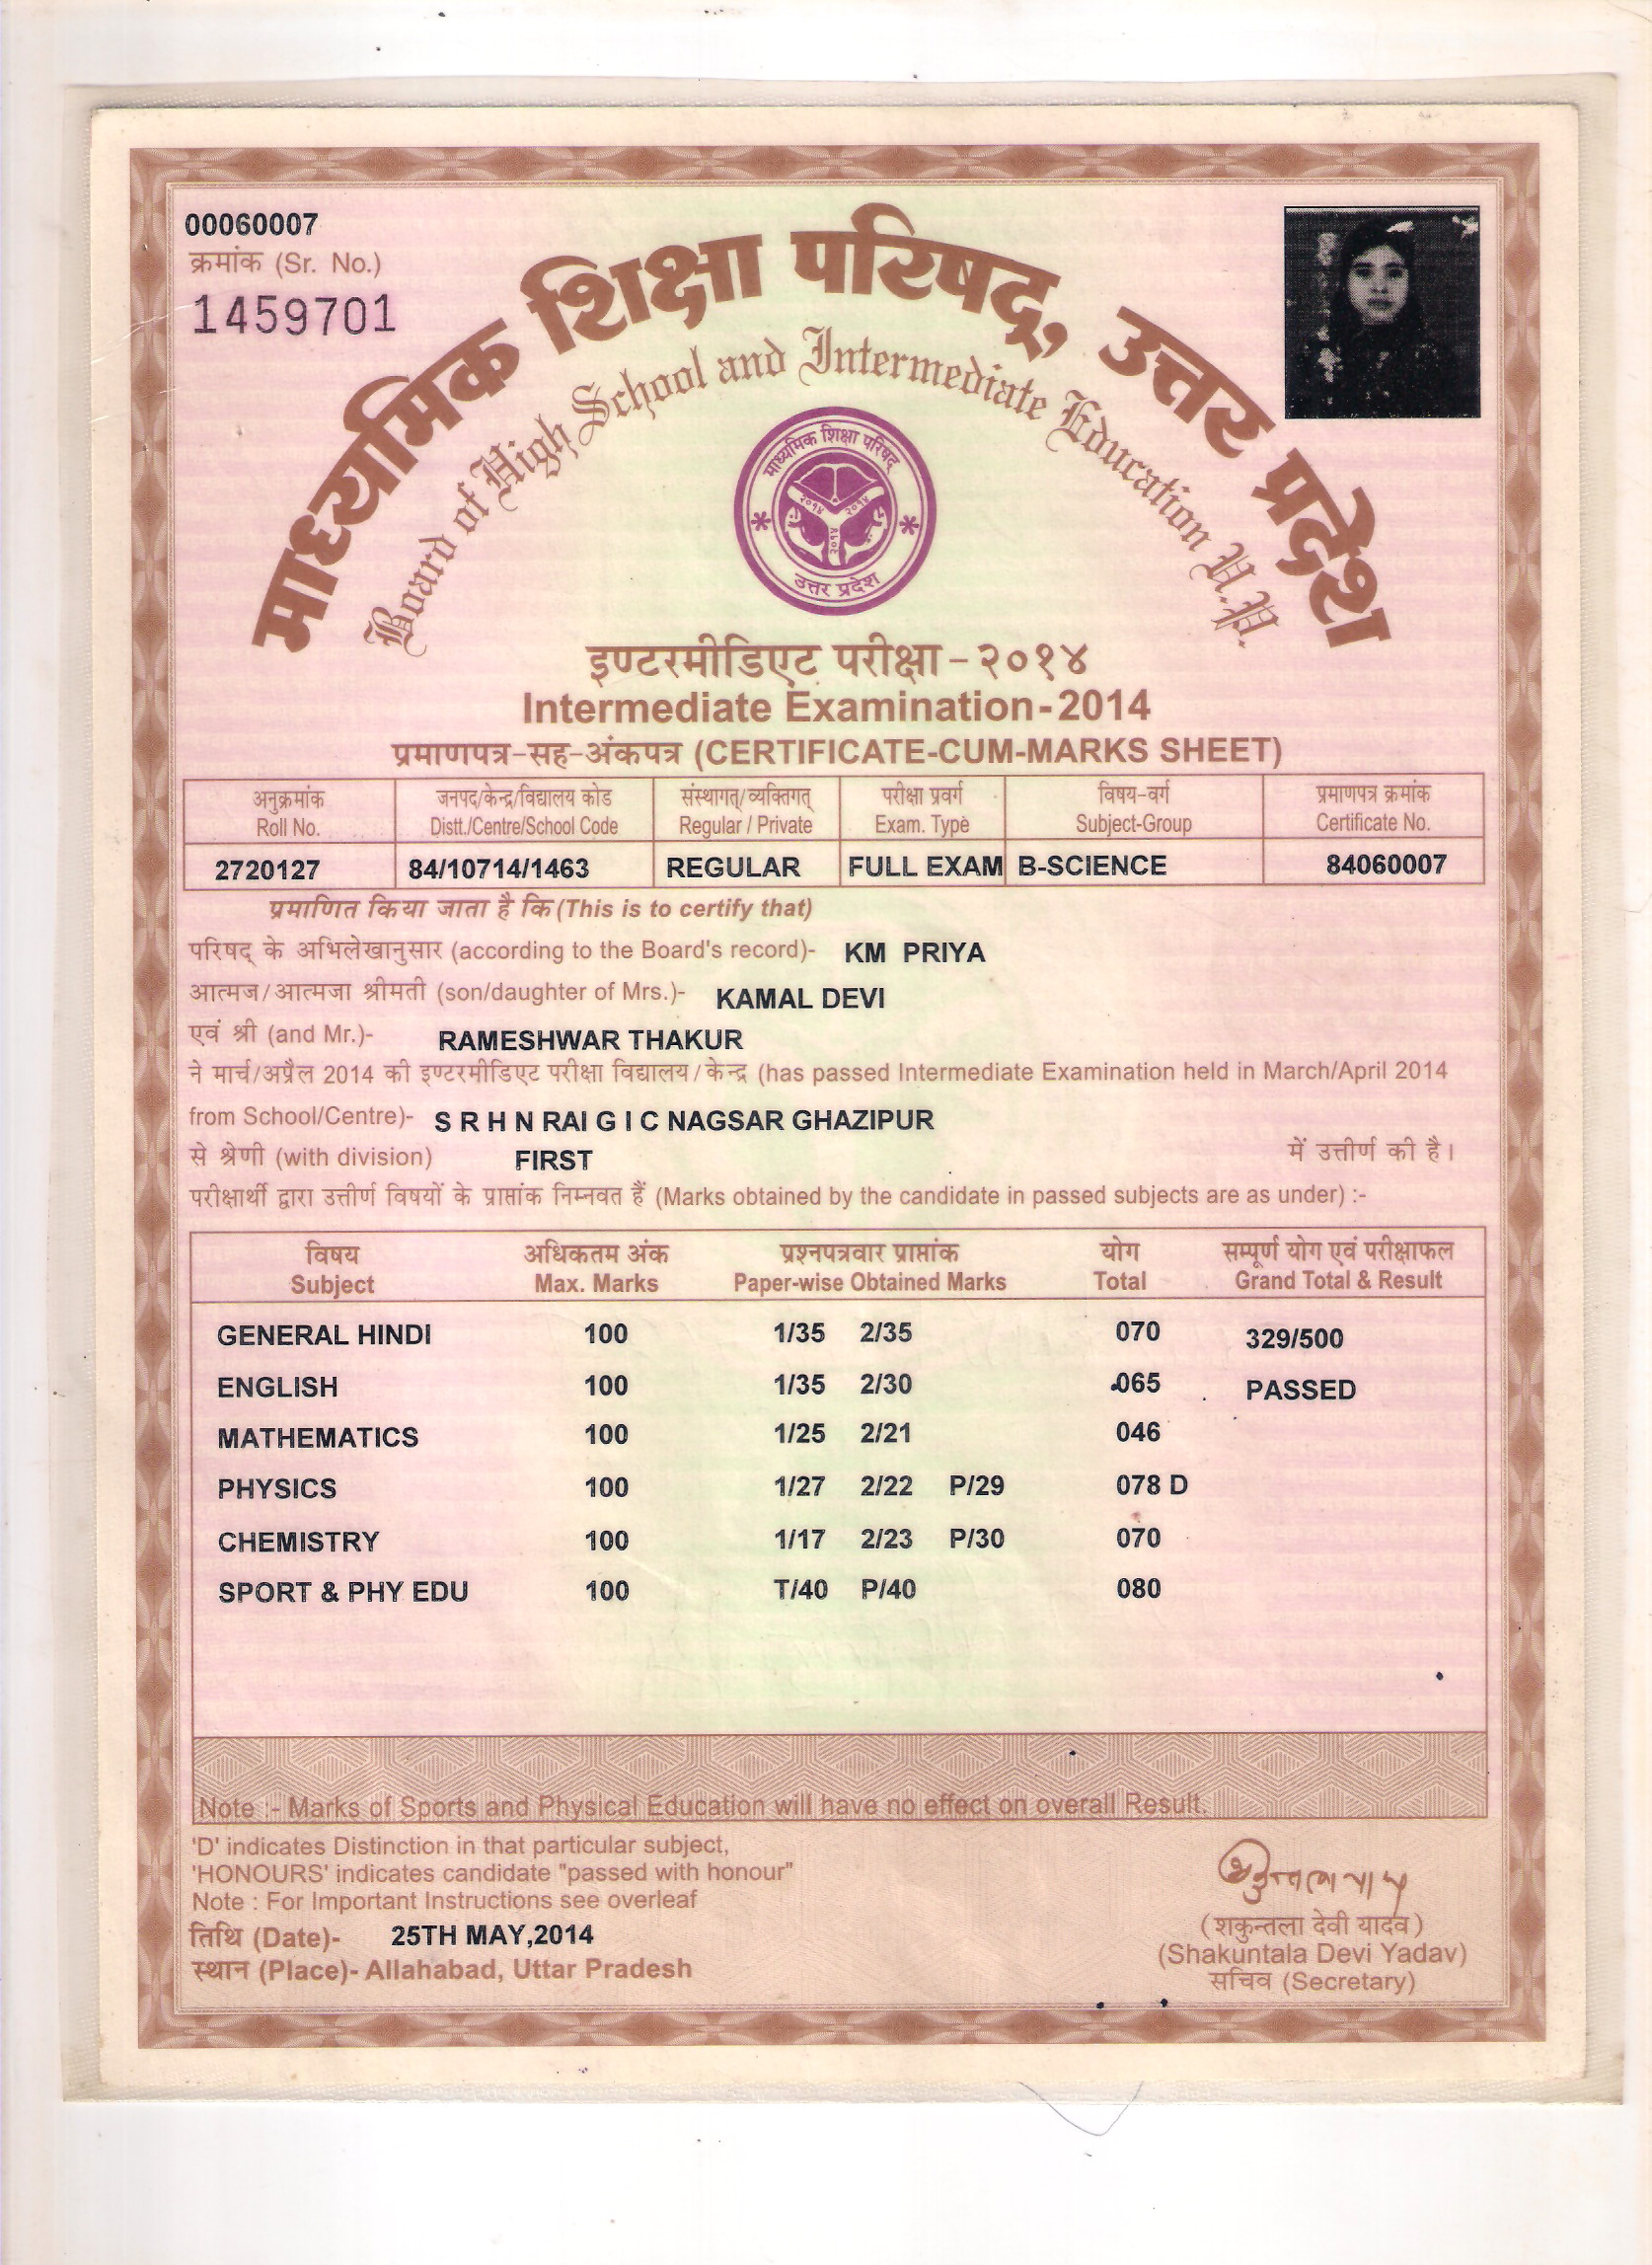 00060007
क्रमांक (Sr. No.)
1459701
माध्यमिक शिक्षा परिषद्, उत्तर प्रदेश
Board of High School and Intermediate Education U.P.
माध्यमिक शिक्षा परिषद
२०१४ २०१४
२०१४
उत्तर प्रदेश
इण्टरमीडिएट परीक्षा-२०१४
Intermediate Examination-2014
प्रमाणपत्र-सह-अंकपत्र (CERTIFICATE-CUM-MARKS SHEET)
अनुक्रमांक जनपद/केन्द्र/विद्यालय कोड संस्थागत्/व्यक्तिगत् परीक्षा प्रवर्ग विषय-वर्ग प्रमाणपत्र क्रमांक
Roll No. Distt./Centre/School Code Regular / Private Exam. Type Subject-Group Certificate No.
2720127 84/10714/1463 REGULAR FULL EXAM B-SCIENCE 84060007
प्रमाणित किया जाता है कि (This is to certify that)
परिषद् के अभिलेखानुसार (according to the Board's record)- KM PRIYA
आत्मज/आत्मजा श्रीमती (son/daughter of Mrs.)- KAMAL DEVI
एवं श्री (and Mr.)- RAMESHWAR THAKUR
ने मार्च/अप्रैल 2014 की इण्टरमीडिएट परीक्षा विद्यालय/केन्द्र (has passed Intermediate Examination held in March/April 2014
from School/Centre)- S R H N RAI G I C NAGSAR GHAZIPUR
से श्रेणी (with division) FIRST में उत्तीर्ण की है।
परीक्षार्थी द्वारा उत्तीर्ण विषयों के प्राप्तांक निम्नवत हैं (Marks obtained by the candidate in passed subjects are as under) :-
विषय अधिकतम अंक प्रश्नपत्रवार प्राप्तांक योग सम्पूर्ण योग एवं परीक्षाफल
Subject Max. Marks Paper-wise Obtained Marks Total Grand Total & Result
GENERAL HINDI 100 1/35 2/35 070 329/500
ENGLISH 100 1/35 2/30 065 PASSED
MATHEMATICS 100 1/25 2/21 046
PHYSICS 100 1/27 2/22 P/29 078 D
CHEMISTRY 100 1/17 2/23 P/30 070
SPORT & PHY EDU 100 T/40 P/40 080
Note :- Marks of Sports and Physical Education will have no effect on overall Result.
'D' indicates Distinction in that particular subject,
'HONOURS' indicates candidate "passed with honour"
Note : For Important Instructions see overleaf
तिथि (Date)- 25TH MAY,2014
स्थान (Place)- Allahabad, Uttar Pradesh
(शकुन्तला देवी यादव)
(Shakuntala Devi Yadav)
सचिव (Secretary)